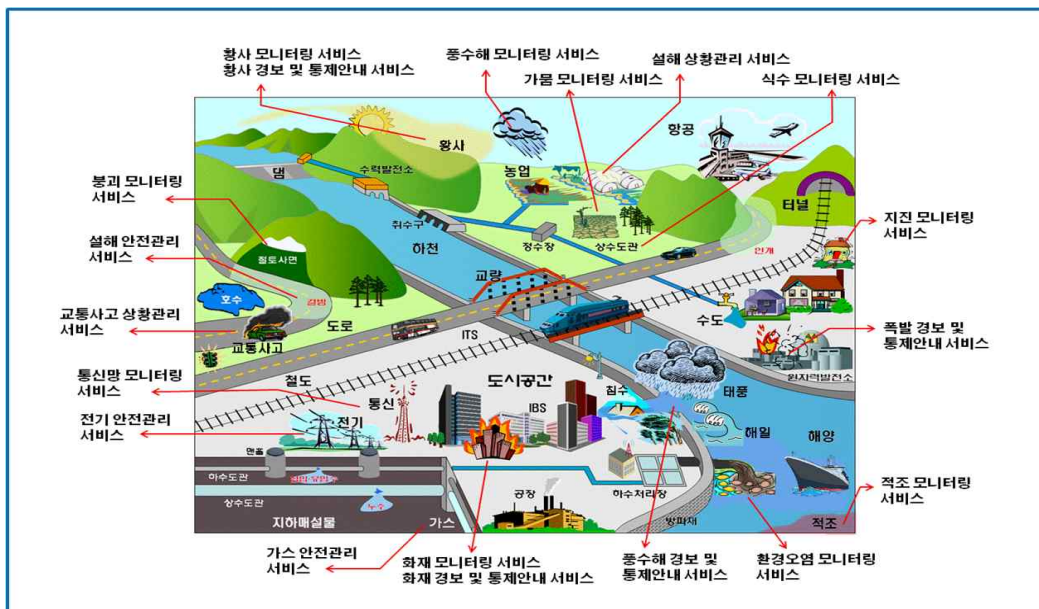 황사 모니터링 서비스
황사 경보 및 통제안내 서비스
풍수해 모니터링 서비스
설해 상황관리 서비스
가뭄 모니터링 서비스
식수 모니터링 서비스
붕괴 모니터링
서비스
설해 안전관리
서비스
교통사고 상황관리
서비스
통신망 모니터링
서비스
전기 안전관리
서비스
지진 모니터링
서비스
폭발 경보 및
통제안내 서비스
적조 모니터링
서비스
가스 안전관리
서비스
화재 모니터링 서비스
화재 경보 및 통제안내 서비스
풍수해 경보 및
통제안내 서비스
환경오염 모니터링
서비스
황사
항공
댐
수력발전소
농업
터널
취수구
정수장
상수도관
하천
절토사면
안개
교량
호수
결빙
수도
도로
교통사고
ITS
원자력발전소
철도
도시공간
태풍
통신
IBS
침수
전기
해일
해양
맨홀
하수도관
상수도관
누수
공장
하수처리장
지하매설물
가스
방파재
적조